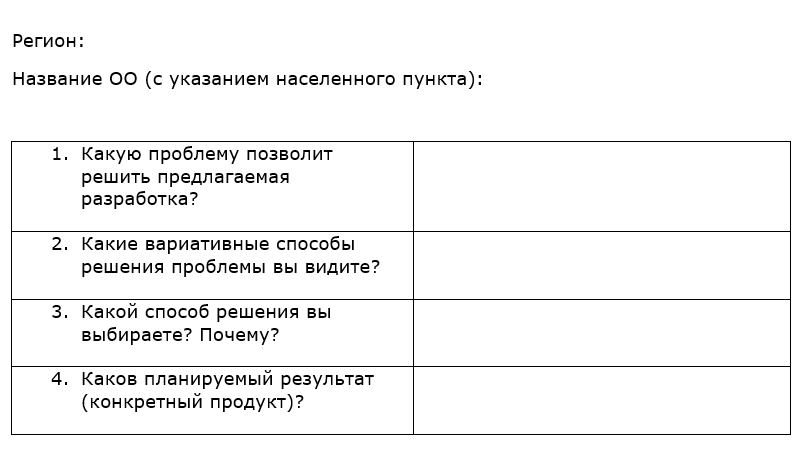 Регион:
Название ОО (с указанием населенного пункта):
1. Какую проблему позволит
решить предлагаемая
разработка?
2. Какие вариативные способы
решения проблемы вы видите?
3. Какой способ решения вы
выбираете? Почему?
4. Каков планируемый результат
(конкретный продукт)?